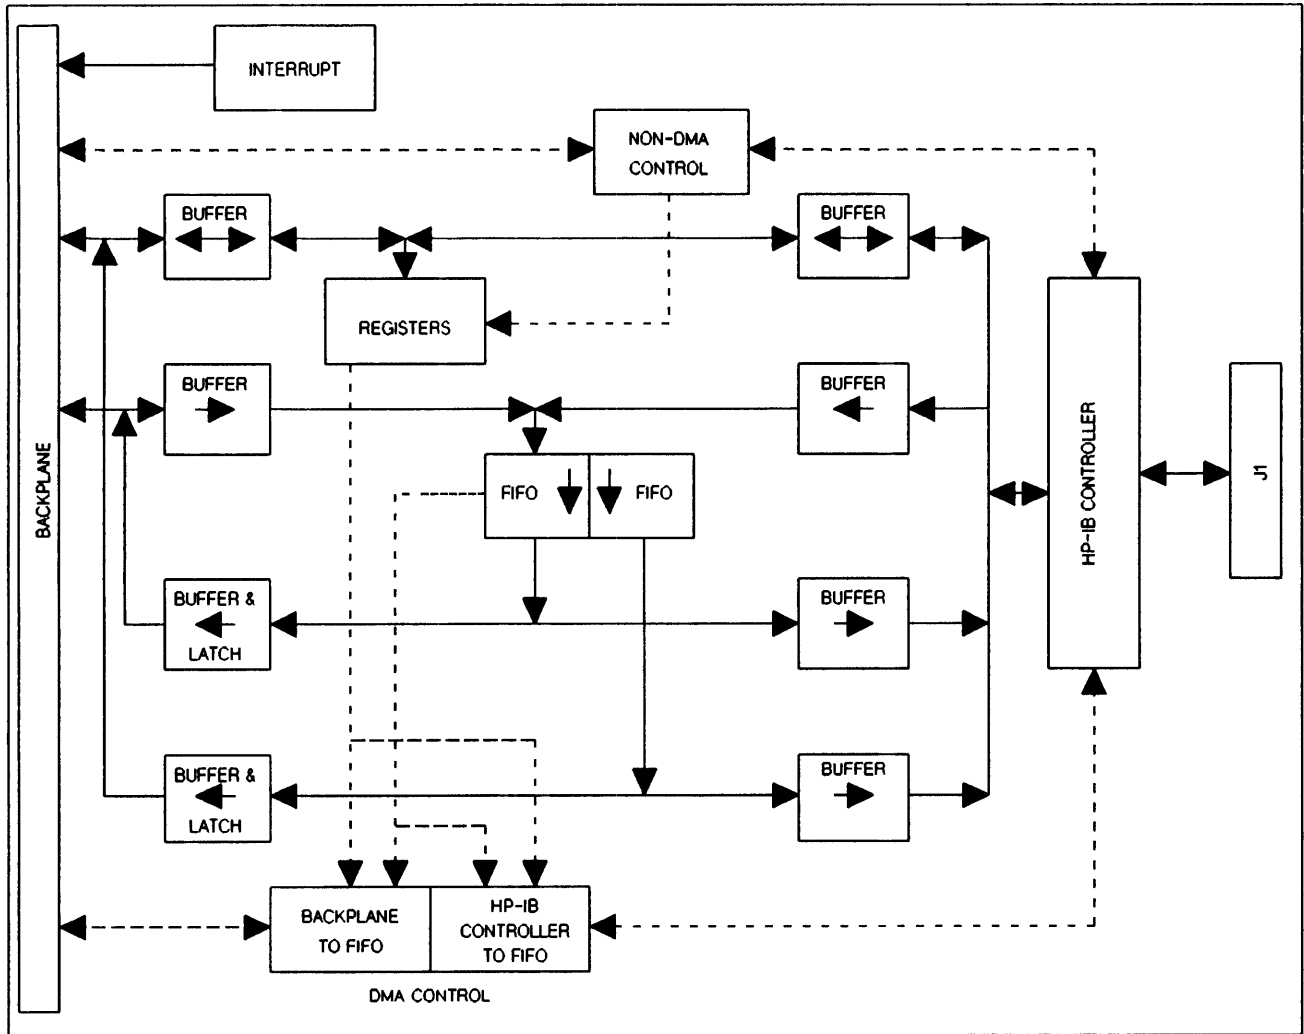 INTERRUPT
NON-DMA
CONTROL
BUFFER
BUFFER
REGISTERS
BUFFER
BUFFER
BACKPLANE
FIFO
FIFO
HP-IB CONTROLLER
J1
BUFFER &
LATCH
BUFFER
BUFFER &
LATCH
BUFFER
BACKPLANE
TO FIFO
HP-IB
CONTROLLER
TO FIFO
DMA CONTROL